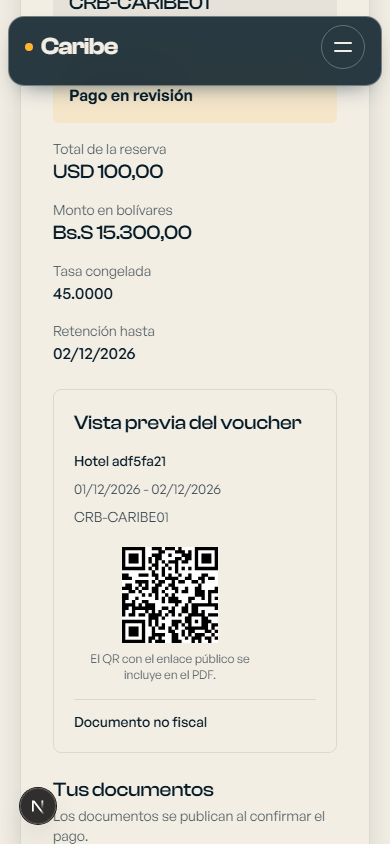 CRB-CARIBE01
Caribe
Pago en revisión
Total de la reserva
USD 100,00
Monto en bolívares
Bs.S 15.300,00
Tasa congelada
45.0000
Retención hasta
02/12/2026
Vista previa del voucher
Hotel adf5fa21
01/12/2026 - 02/12/2026
CRB-CARIBE01
El QR con el enlace público se
incluye en el PDF.
Documento no fiscal
Tus documentos
N
Los documentos se publican al confirmar el
pago.